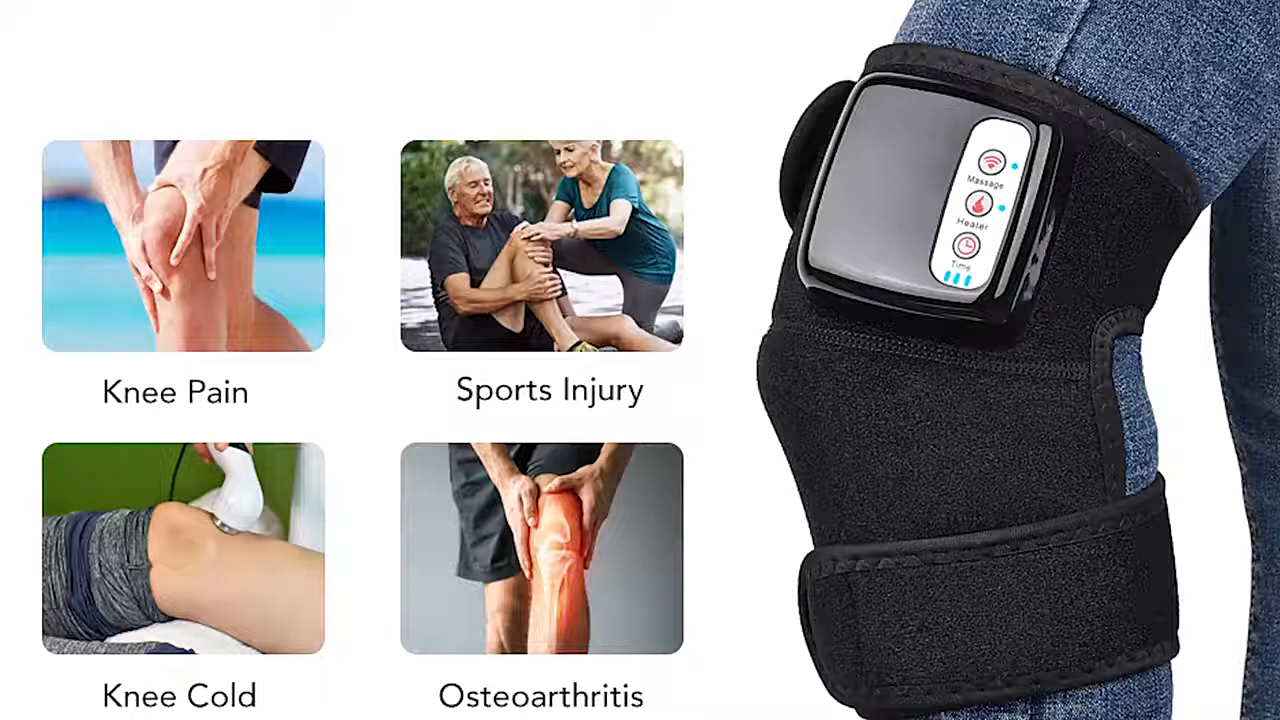 Knee Pain
Sports Injury
Knee Cold
Osteoarthritis
Massage
Heater
Time